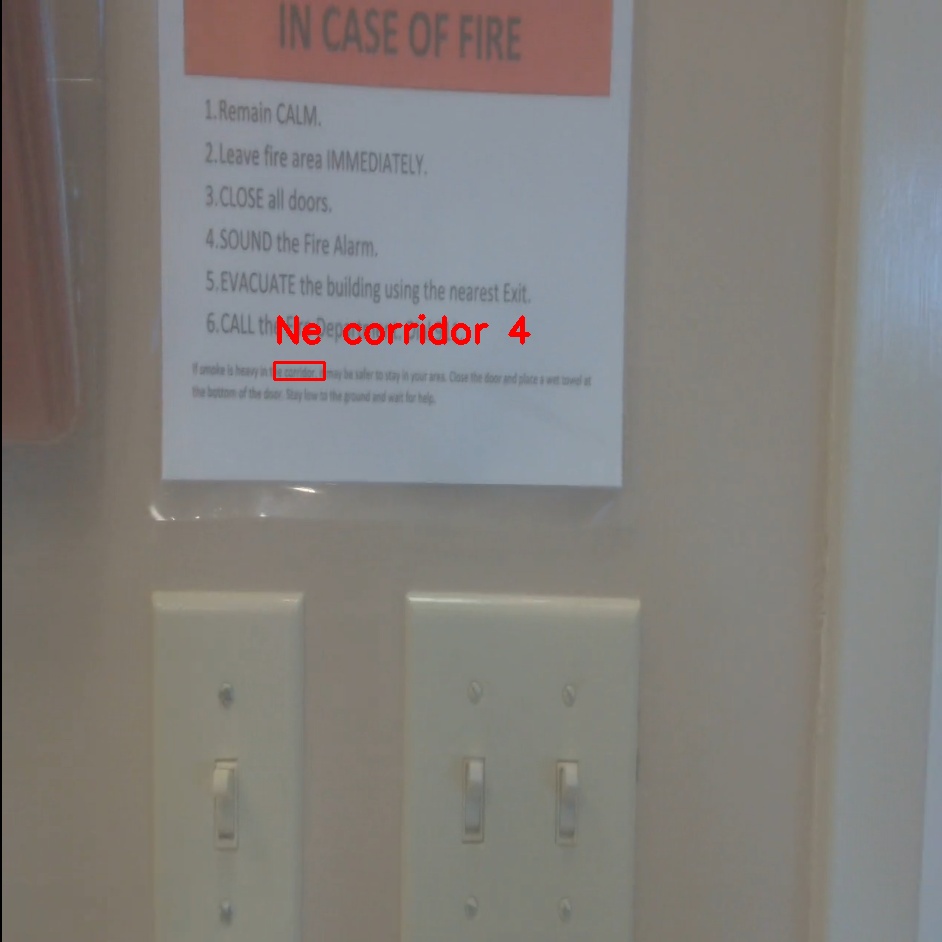 IN CASE OF FIRE
1.Remain CALM.
2.Leave fire area IMMEDIATELY.
3.CLOSE all doors.
4.SOUND the Fire Alarm.
5.EVACUATE the building using the nearest Exit.
6.CALL the Fire Department
Ne corridor 4
If smoke is heavy in the corridor, it may be safer to stay in your area. Close the door and place a wet towel at
the bottom of the door. Stay low to the ground and wait for help.